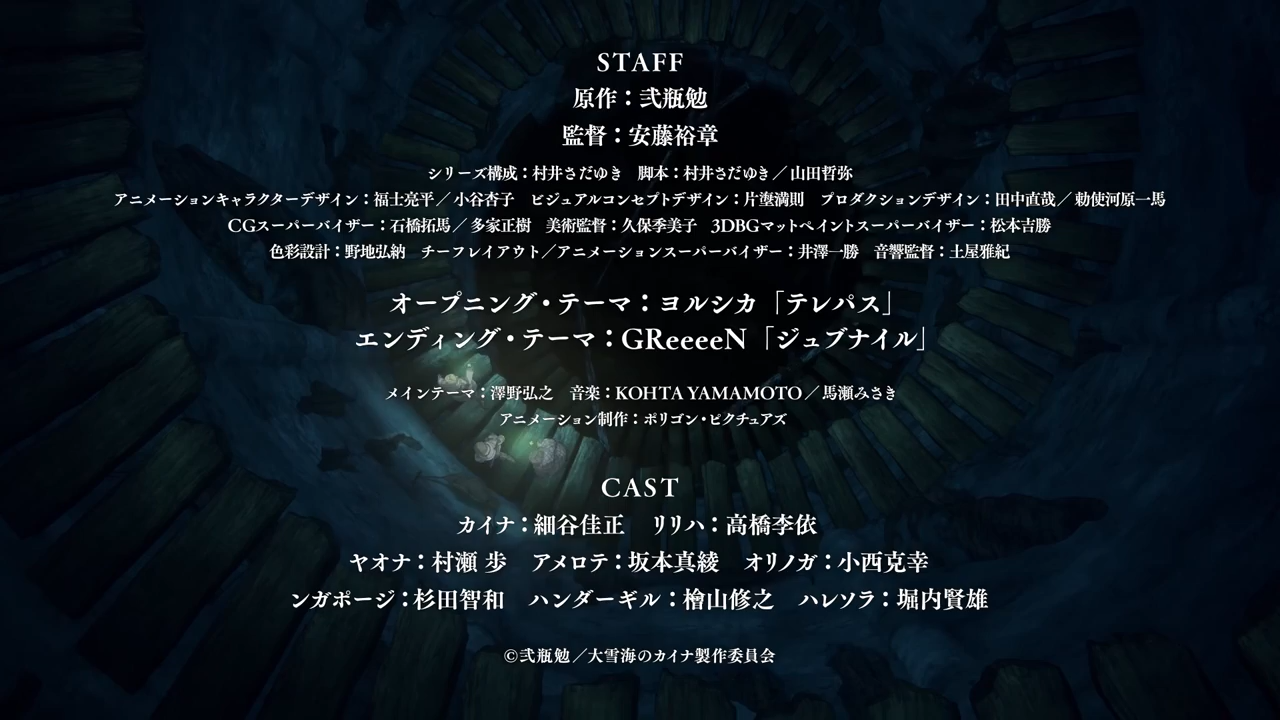 STAFF
原作：弐瓶勉
監督：安藤裕章
シリーズ構成：村井さだゆき　脚本：村井さだゆき／山田哲弥
アニメーションキャラクターデザイン：福士亮平／小谷杏子　ビジュアルコンセプトデザイン：片塰満則　プロダクションデザイン：田中直哉／勅使河原一馬
CGスーパーバイザー：石橋拓馬／多家正樹　美術監督：久保季美子　3DBGマットペイントスーパーバイザー：松本吉勝
色彩設計：野地弘納　チーフレイアウト／アニメーションスーパーバイザー：井澤一勝　音響監督：土屋雅紀
オープニング・テーマ：ヨルシカ「テレパス」
エンディング・テーマ：GReeeeN「ジュブナイル」
メインテーマ：澤野弘之　音楽：KOHTA YAMAMOTO／馬瀬みさき
アニメーション制作：ポリゴン・ピクチュアズ
CAST
カイナ：細谷佳正　リリハ：高橋李依
ヤオナ：村瀬 歩　アメロテ：坂本真綾　オリノガ：小西克幸
ンガポージ：杉田智和　ハンダーギル：檜山修之　ハレソラ：堀内賢雄
©弐瓶勉／大雪海のカイナ製作委員会